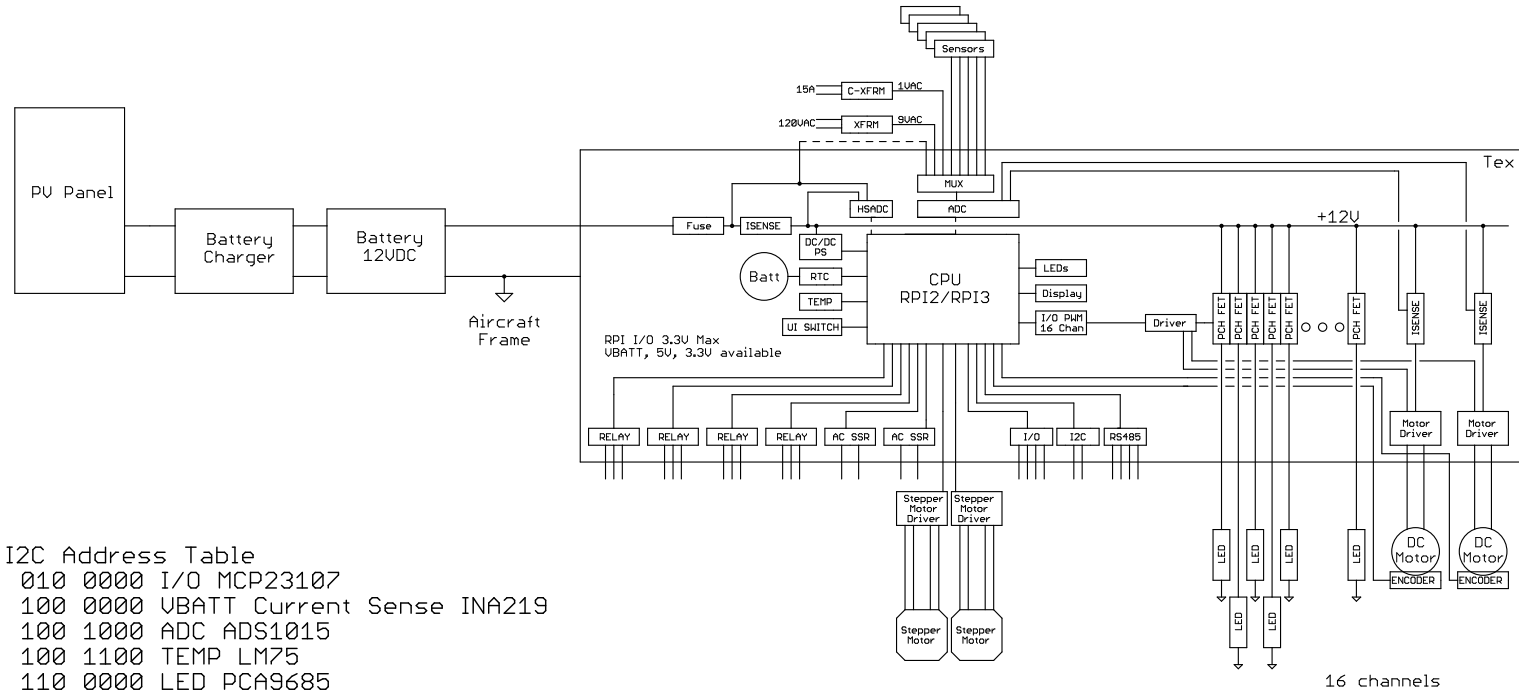 Sensors
15A
C-XFRM
1VAC
120VAC
XFRM
9VAC
Tex
MUX
HSADC
ADC
PV Panel
Battery
Charger
Battery
12VDC
Aircraft
Frame
Fuse
ISENSE
+12V
DC/DC
PS
Batt
RTC
TEMP
UI SWITCH
CPU
RPI2/RPI3
LEDs
Display
I/O PWM
16 Chan
Driver
PCH FET
PCH FET
PCH FET
PCH FET
PCH FET
PCH FET
ISENSE
ISENSE
RPI I/O 3.3V Max
VBATT, 5V, 3.3V available
RELAY
RELAY
RELAY
RELAY
AC SSR
AC SSR
I/O
I2C
RS485
Motor
Driver
Motor
Driver
Stepper
Motor
Driver
Stepper
Motor
Driver
LED
LED
LED
LED
DC
Motor
DC
Motor
ENCODER
ENCODER
LED
LED
Stepper
Motor
Stepper
Motor
I2C Address Table
010 0000 I/O MCP23107
100 0000 VBATT Current Sense INA219
100 1000 ADC ADS1015
100 1100 TEMP LM75
110 0000 LED PCA9685
16 channels